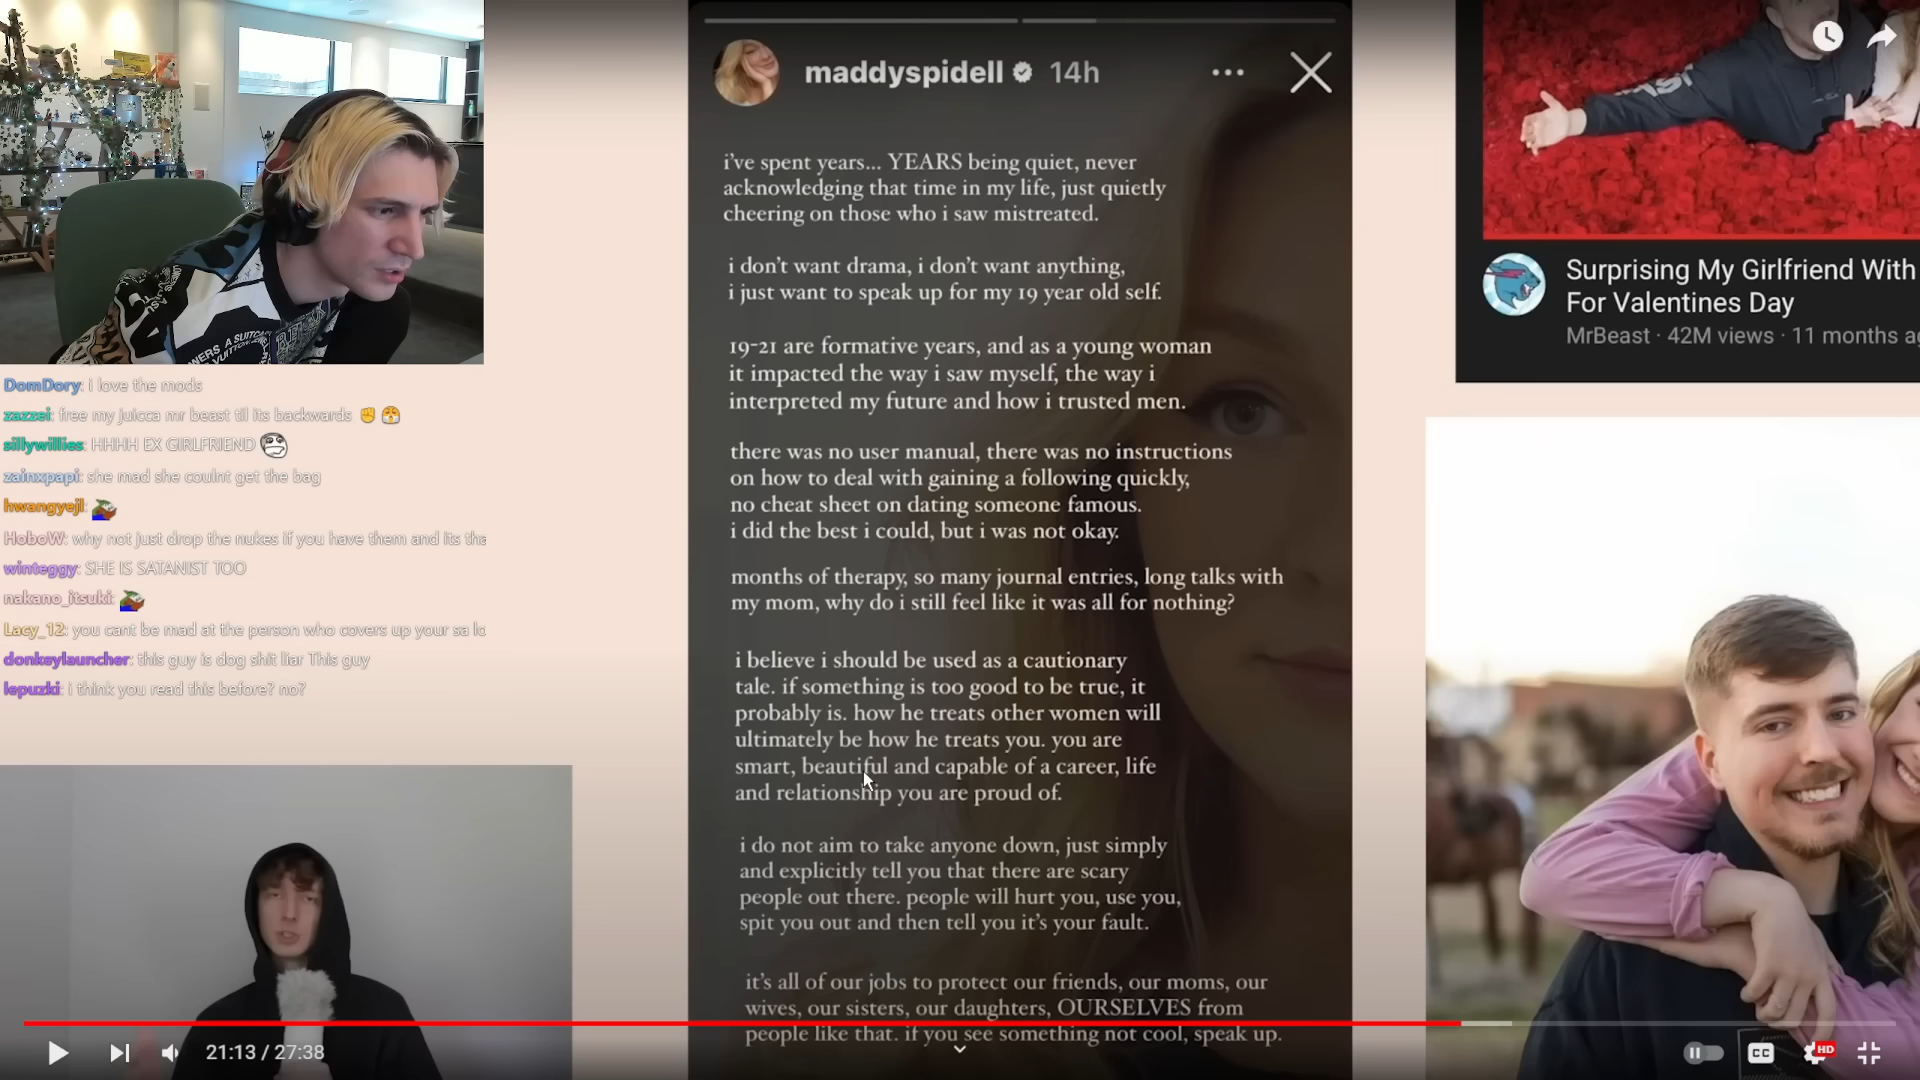 maddyspidell 14h
i've spent years... YEARS being quiet, never
acknowledging that time in my life, just quietly
cheering on those who i saw mistreated.
i don't want drama, i don't want anything,
i just want to speak up for my 19 year old self.
19-21 are formative years, and as a young woman
it impacted the way i saw myself, the way i
interpreted my future and how i trusted men.
there was no user manual, there was no instructions
on how to deal with gaining a following quickly,
no cheat sheet on dating someone famous.
i did the best i could, but i was not okay.
months of therapy, so many journal entries, long talks with
my mom, why do i still feel like it was all for nothing?
i believe i should be used as a cautionary
tale. if something is too good to be true, it
probably is. how he treats other women will
ultimately be how he treats you. you are
smart, beautiful and capable of a career, life
and relationship you are proud of.
i do not aim to take anyone down, just simply
and explicitly tell you that there are scary
people out there. people will hurt you, use you,
spit you out and then tell you it's your fault.
it's all of our jobs to protect our friends, our moms, our
wives, our sisters, our daughters, OURSELVES from
people like that. if you see something not cool, speak up.
Surprising My Girlfriend With
For Valentines Day
MrBeast · 42M views · 11 months ag
DomDory: i love the mods
zazzei: free my juicca mr beast til its backwards
sillywillies: HHHH EX GIRLFRIEND
zainxpapi: she mad she coulnt get the bag
hwangyejl:
HoboW: why not just drop the nukes if you have them and its tha
winteggy: SHE IS SATANIST TOO
nakano_itsuki:
Lacy_12: you cant be mad at the person who covers up your sa lo
donkeylauncher: this guy is dog shit liar This guy
lepuzki: i think you read this before? no?
21:13 / 27:38
CC
HD